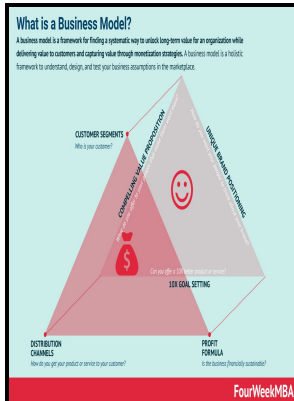 What is a Business Model?
A business model is a framework for finding a systematic way to unlock long-term value for an organization while
delivering value to customers and capturing value through monetization strategies. A business model is a holistic
framework to understand, design, and test your business assumptions in the marketplace.
CUSTOMER SEGMENTS
Who is your customer?
COMPELLING VALUE PROPOSITION
UNIQUE BRAND POSITIONING
$
Can you offer a 10X better product or service?
10X GOAL SETTING
DISTRIBUTION
CHANNELS
How do you get your product or service to your customer?
PROFIT
FORMULA
Is the business financially sustainable?
FourWeekMBA